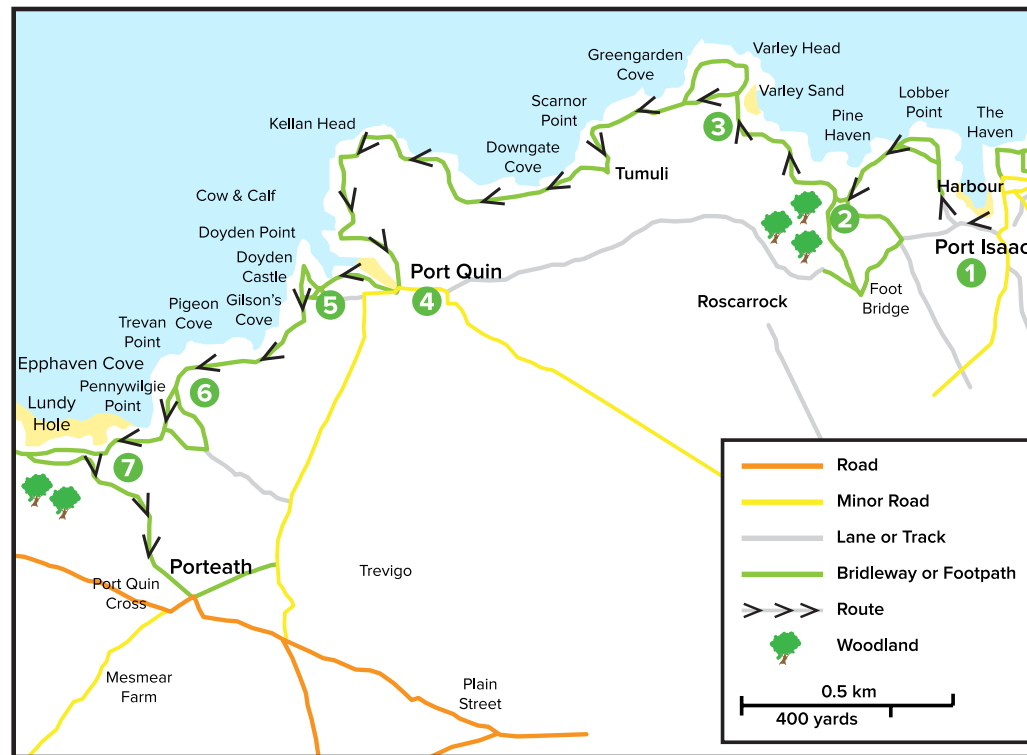 Varley Head
Greengarden
Cove
Varley Sand
Lobber
Point
Scarnor
Point
The
Haven
Pine
Haven
Kellan Head
3
Downgate
Cove
Tumuli
Harbour
Cow & Calf
2
Doyden Point
Port Isaac
1
Doyden
Castle
Port Quin
4
Foot
Bridge
Roscarrock
Gilson's
Cove
5
Pigeon
Cove
Trevan
Point
Epphaven Cove
Pennywilgie
Point
6
Lundy
Hole
7
Porteath
Trevigo
Port Quin
Cross
Mesmear
Farm
Plain
Street
Road
Minor Road
Lane or Track
Bridleway or Footpath
Route
Woodland
0.5 km
400 yards